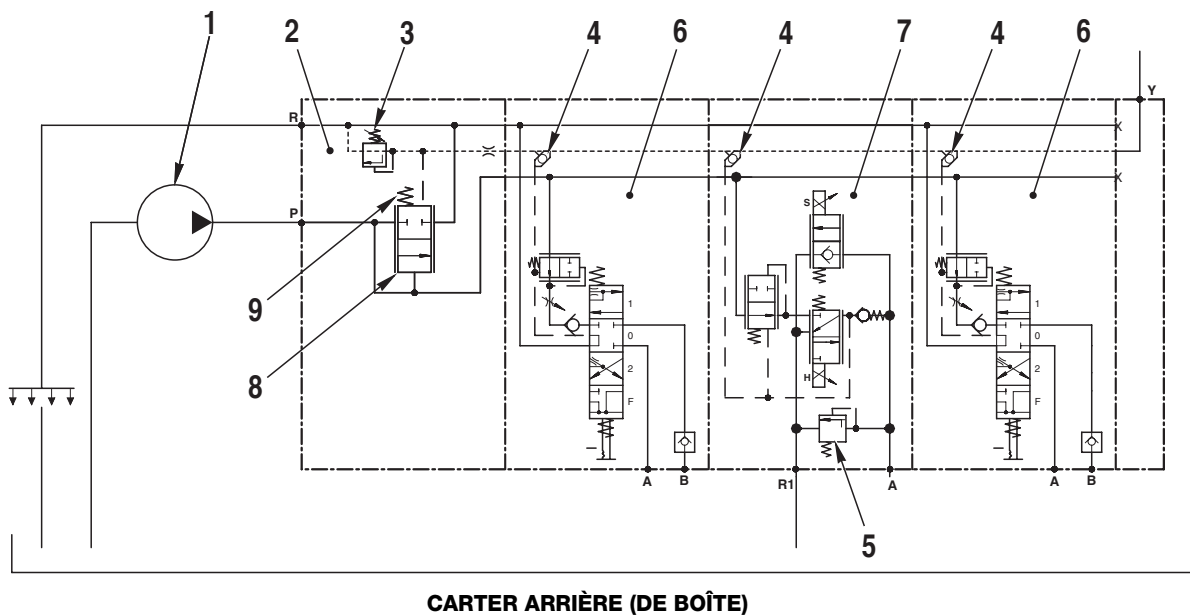 1 2 3 4 6 4 7 4 6
Y
R
X X
S
P
9
8
1 1
0 0
H
2 2
F F
A B R1 A A B
5
CARTER ARRIÈRE (DE BOÎTE)